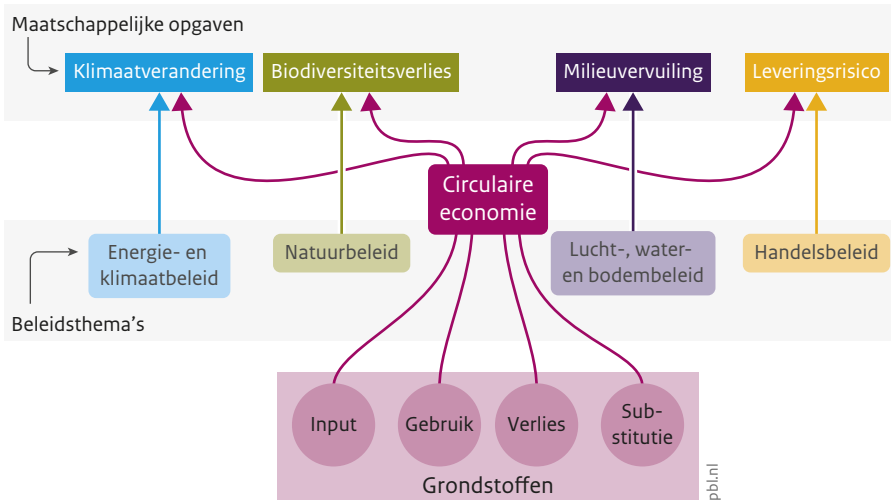 Maatschappelijke opgaven
Klimaatverandering
Biodiversiteitsverlies
Milieuvervuiling
Leveringsrisico
Circulaire
economie
Energie- en
klimaatbeleid
Natuurbeleid
Lucht-, water-
en bodembeleid
Handelsbeleid
Beleidsthema's
Input
Gebruik
Verlies
Sub-
stitutie
Grondstoffen
pbl.nl